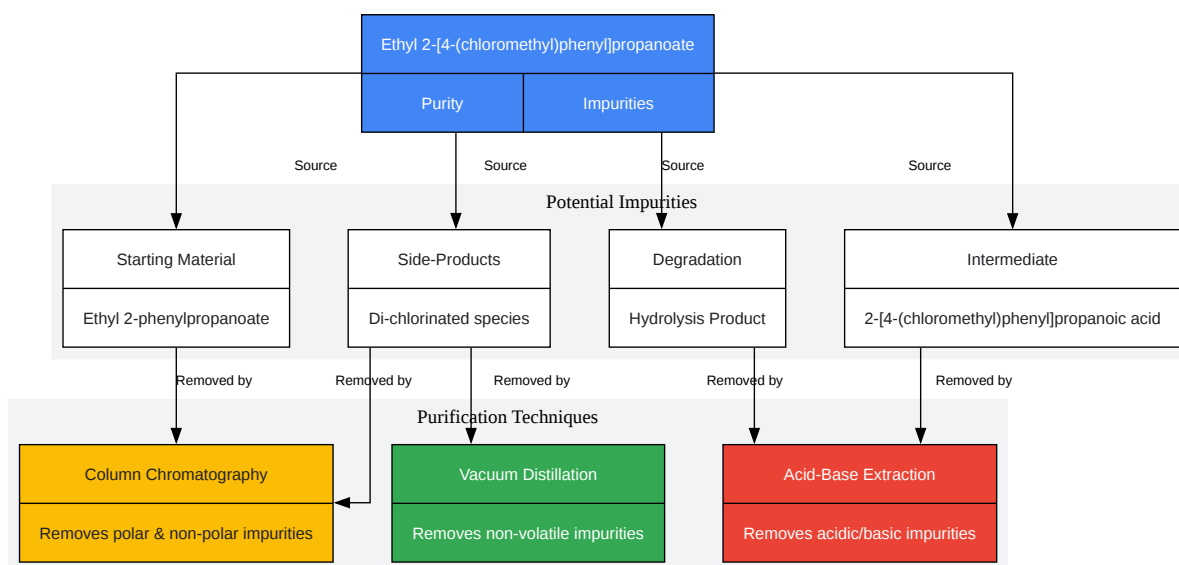 Ethyl 2-[4-(chloromethyl)phenyl]propanoate
Purity
Impurities
Source
Source
Source
Source
Potential Impurities
Starting Material
Side-Products
Degradation
Intermediate
Ethyl 2-phenylpropanoate
Di-chlorinated species
Hydrolysis Product
2-[4-(chloromethyl)phenyl]propanoic acid
Removed by
Removed by
Removed by
Removed by
Removed by
Purification Techniques
Column Chromatography
Vacuum Distillation
Acid-Base Extraction
Removes polar & non-polar impurities
Removes non-volatile impurities
Removes acidic/basic impurities